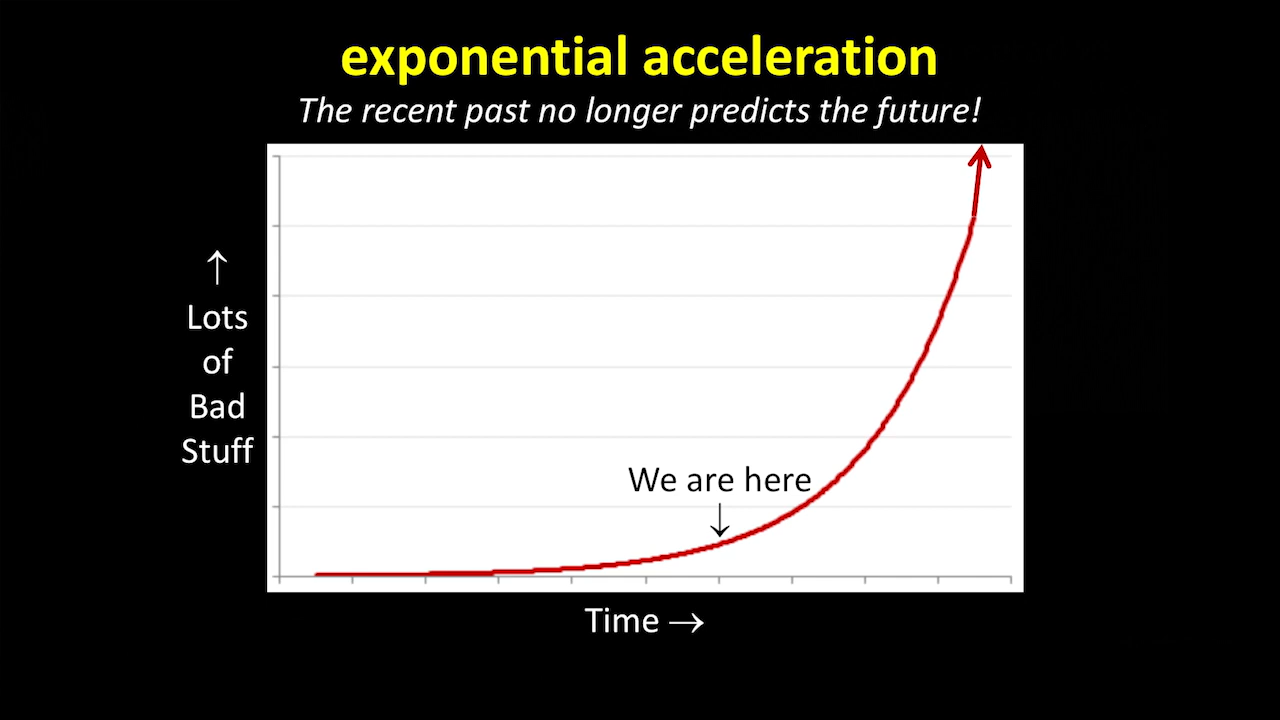 exponential acceleration
The recent past no longer predicts the future!
↑
Lots
of
Bad
Stuff
We are here
↓
Time →